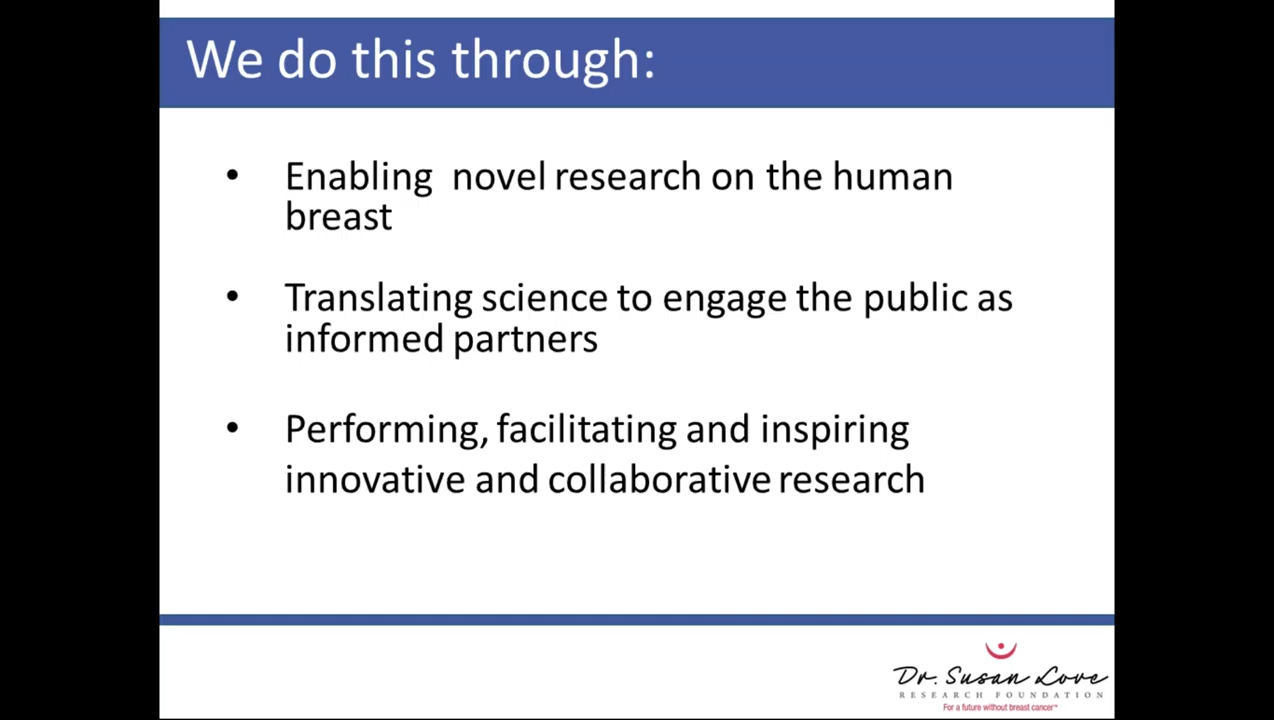 We do this through:
• Enabling  novel research on the human
breast
• Translating science to engage the public as
informed partners
• Performing, facilitating and inspiring
innovative and collaborative research
Dr. Susan Love
RESEARCH FOUNDATION
For a future without breast cancer™